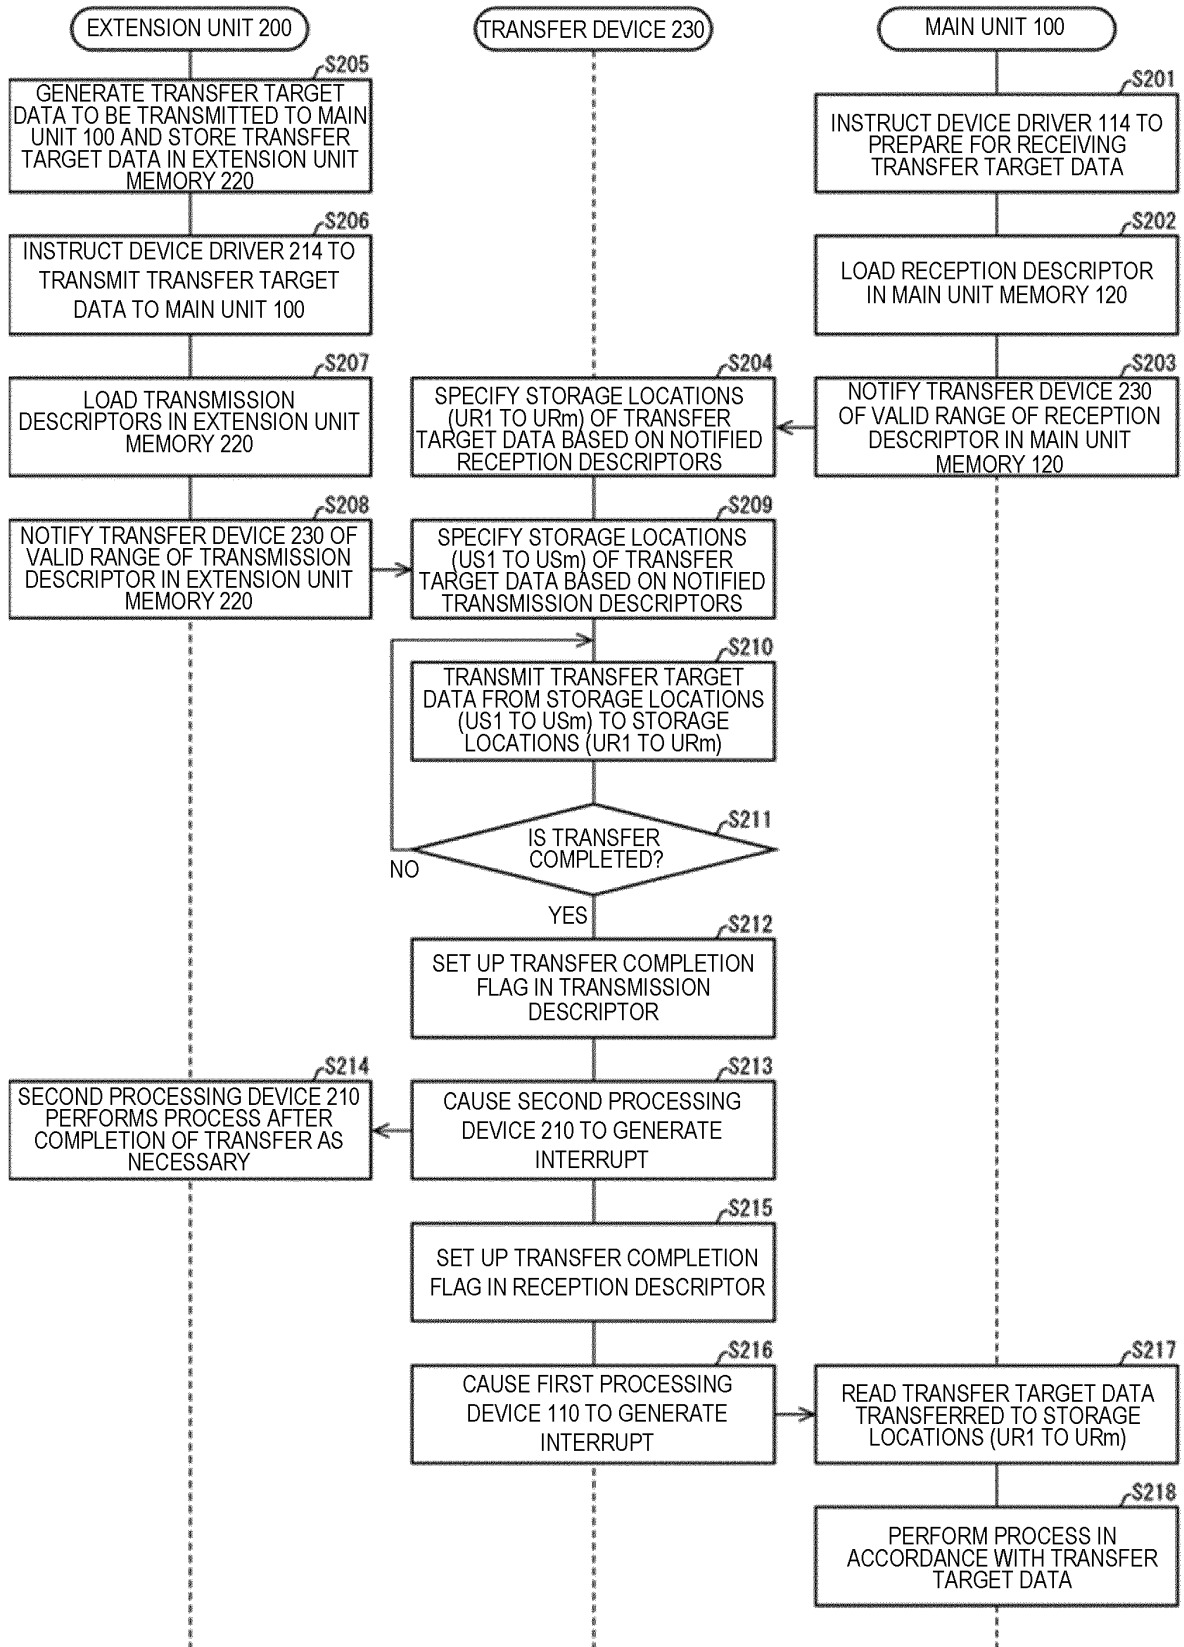 EXTENSION UNIT 200
TRANSFER DEVICE 230
MAIN UNIT 100
S205
GENERATE TRANSFER TARGET
DATA TO BE TRANSMITTED TO MAIN
UNIT 100 AND STORE TRANSFER
TARGET DATA IN EXTENSION UNIT
MEMORY 220
S201
INSTRUCT DEVICE DRIVER 114 TO
PREPARE FOR RECEIVING
TRANSFER TARGET DATA
S206
INSTRUCT DEVICE DRIVER 214 TO
TRANSMIT TRANSFER TARGET
DATA TO MAIN UNIT 100
S202
LOAD RECEPTION DESCRIPTOR
IN MAIN UNIT MEMORY 120
S207
LOAD TRANSMISSION
DESCRIPTORS IN EXTENSION UNIT
MEMORY 220
S204
SPECIFY STORAGE LOCATIONS
(UR1 TO URm) OF TRANSFER
TARGET DATA BASED ON NOTIFIED
RECEPTION DESCRIPTORS
S203
NOTIFY TRANSFER DEVICE 230
OF VALID RANGE OF RECEPTION
DESCRIPTOR IN MAIN UNIT
MEMORY 120
S208
NOTIFY TRANSFER DEVICE 230 OF
VALID RANGE OF TRANSMISSION
DESCRIPTOR IN EXTENSION UNIT
MEMORY 220
S209
SPECIFY STORAGE LOCATIONS
(US1 TO USm) OF TRANSFER
TARGET DATA BASED ON NOTIFIED
TRANSMISSION DESCRIPTORS
S210
TRANSMIT TRANSFER TARGET
DATA FROM STORAGE LOCATIONS
(US1 TO USm) TO STORAGE
LOCATIONS (UR1 TO URm)
S211
IS TRANSFER
COMPLETED?
NO
YES
S212
SET UP TRANSFER COMPLETION
FLAG IN TRANSMISSION
DESCRIPTOR
S214
SECOND PROCESSING DEVICE 210
PERFORMS PROCESS AFTER
COMPLETION OF TRANSFER AS
NECESSARY
S213
CAUSE SECOND PROCESSING
DEVICE 210 TO GENERATE
INTERRUPT
S215
SET UP TRANSFER COMPLETION
FLAG IN RECEPTION DESCRIPTOR
S216
CAUSE FIRST PROCESSING
DEVICE 110 TO GENERATE
INTERRUPT
S217
READ TRANSFER TARGET DATA
TRANSFERRED TO STORAGE
LOCATIONS (UR1 TO URm)
S218
PERFORM PROCESS IN
ACCORDANCE WITH TRANSFER
TARGET DATA